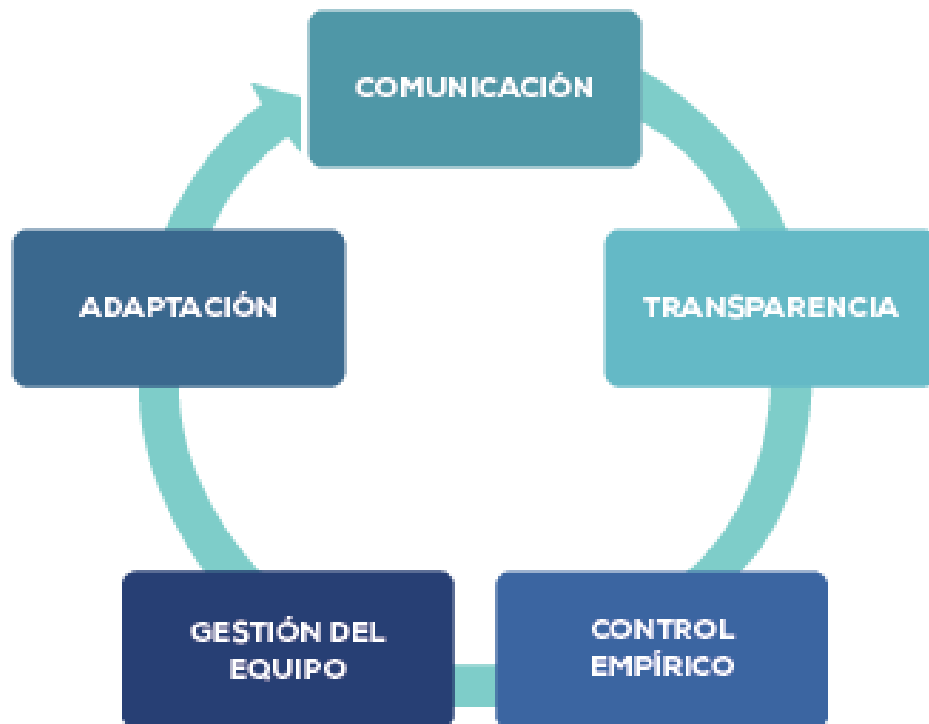 COMUNICACIÓN
TRANSPARENCIA
CONTROL
EMPÍRICO
GESTIÓN DEL
EQUIPO
ADAPTACIÓN